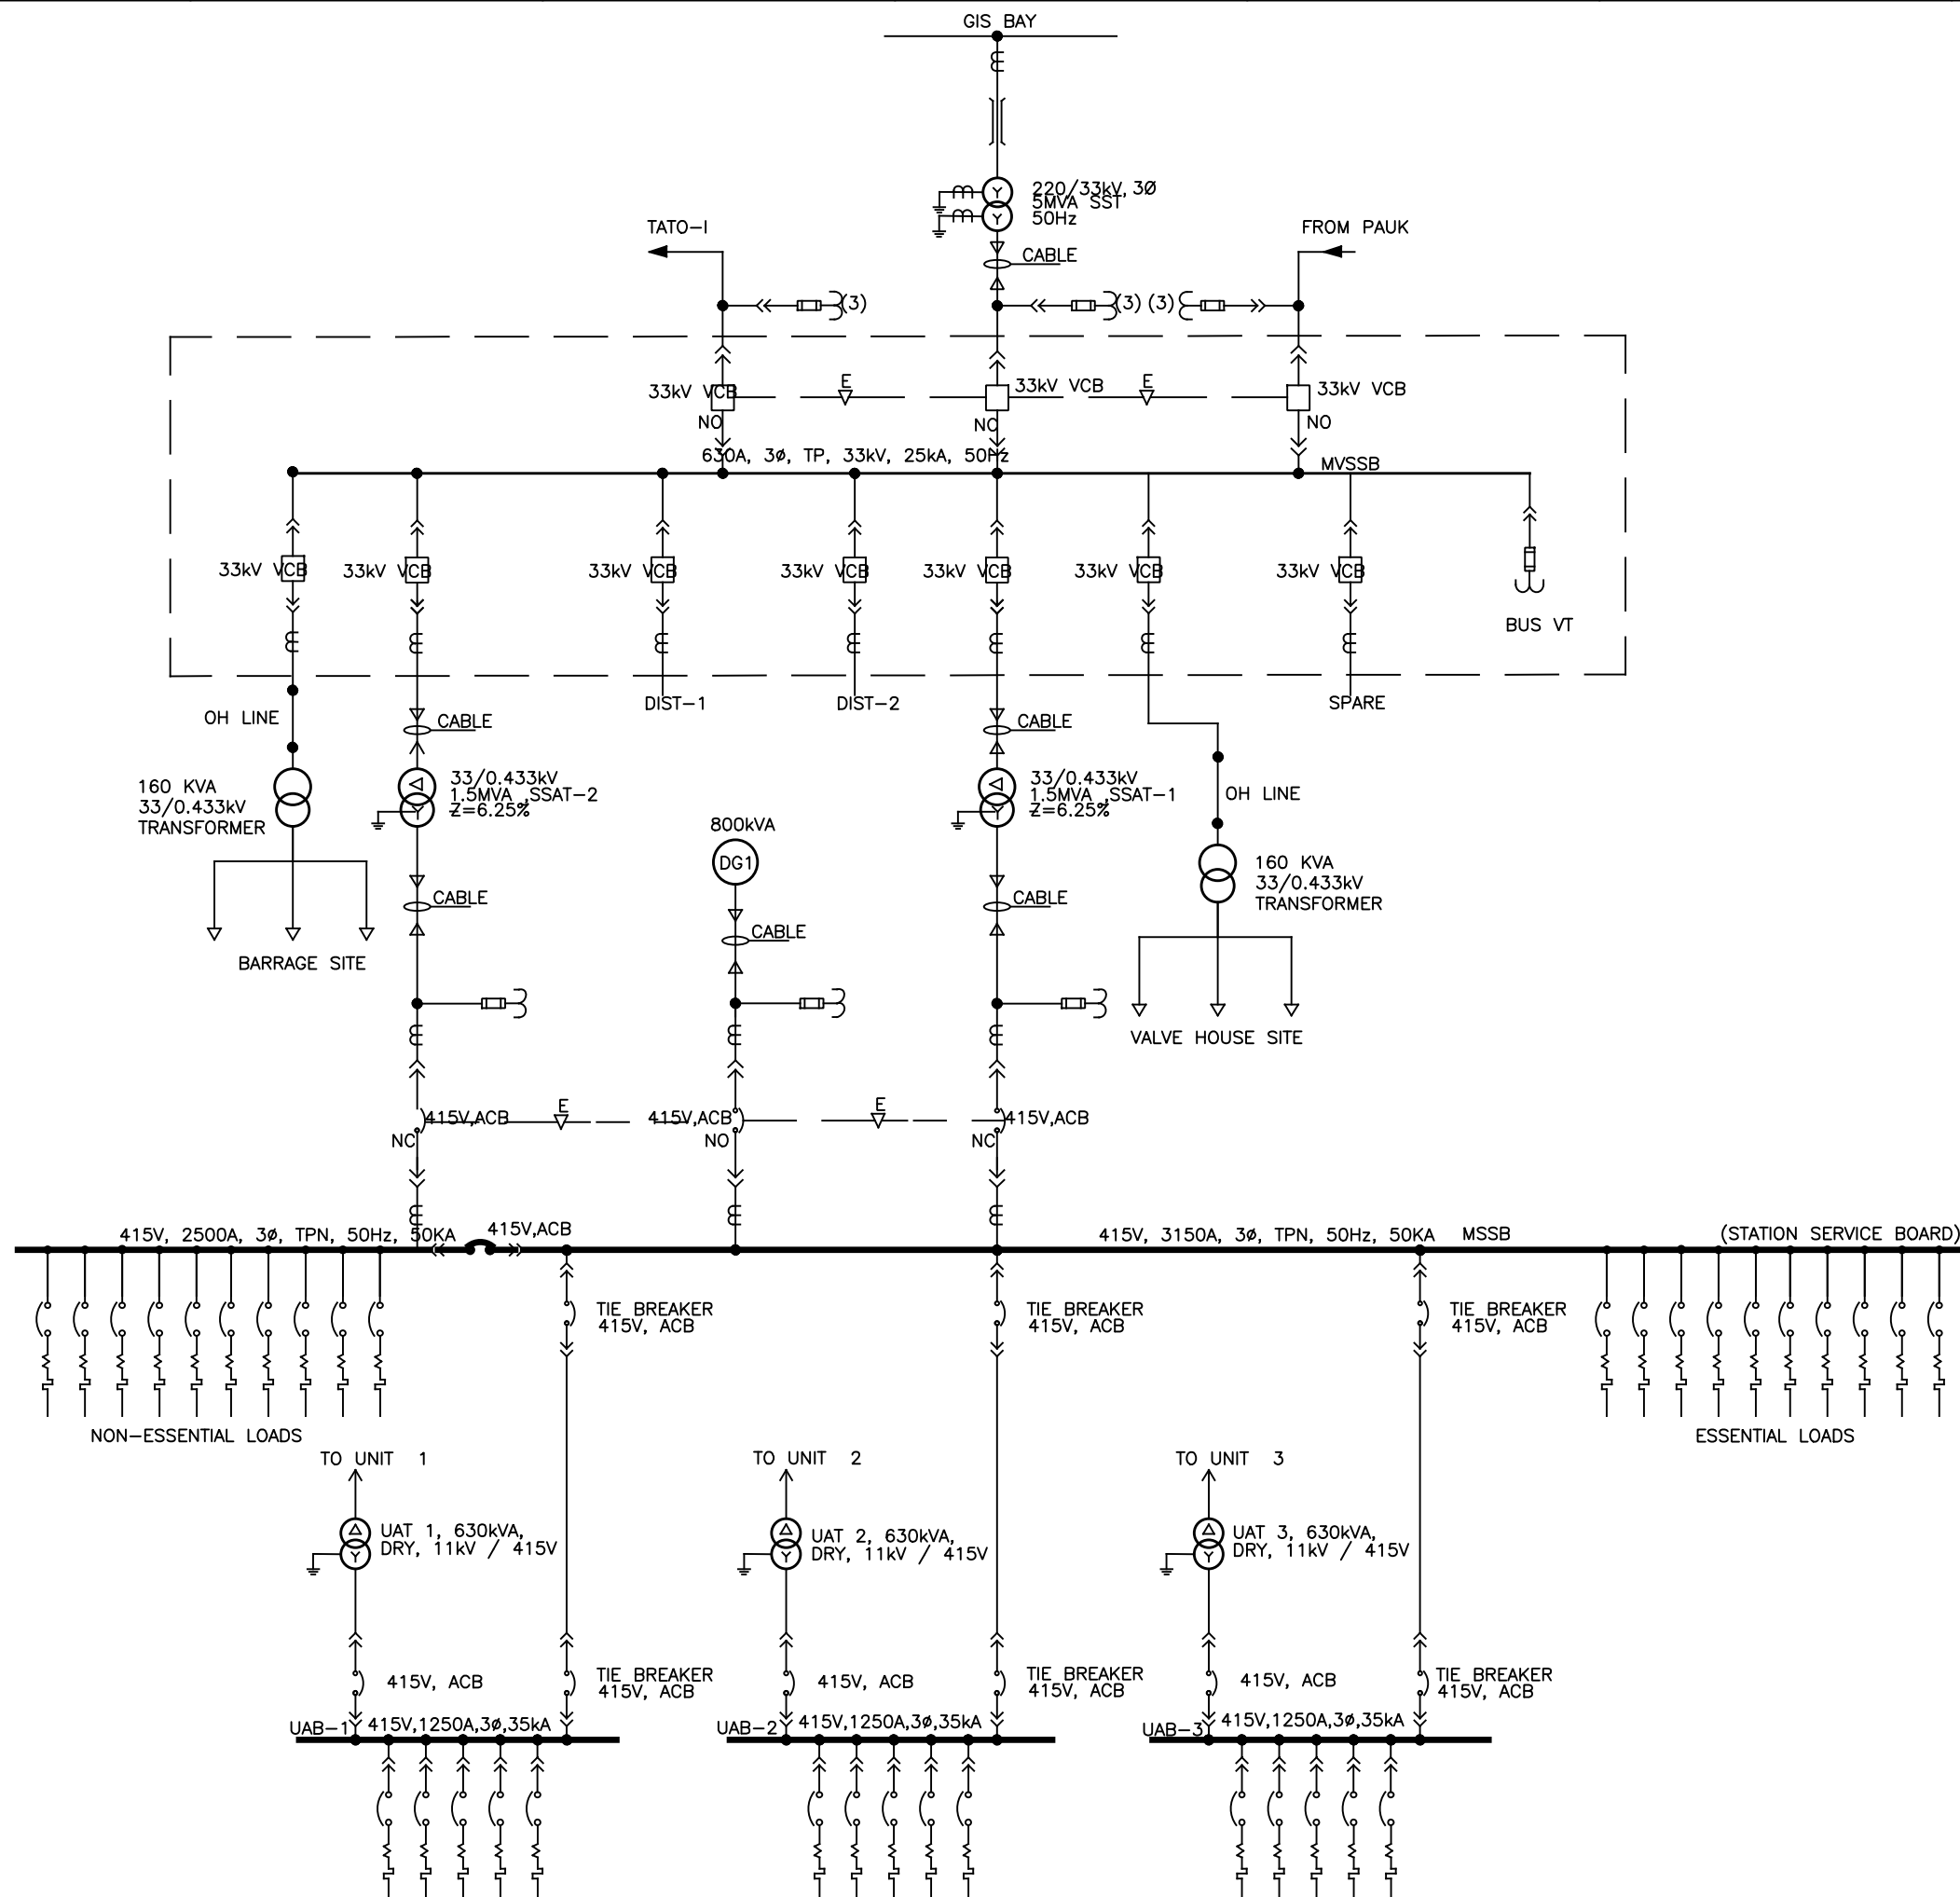 GIS BAY
220/33kV, 3Ø
5MVA SST
50Hz
TATO-I
FROM PAUK
CABLE
(3)
(3)
(3)
33kV VCB
E
33kV VCB
E
33kV VCB
NO
NC
NO
630A, 3ø, TP, 33kV, 25kA, 50Hz
MVSSB
33kV VCB
33kV VCB
33kV VCB
33kV VCB
33kV VCB
33kV VCB
33kV VCB
BUS VT
OH LINE
CABLE
DIST-1
DIST-2
CABLE
SPARE
160 KVA
33/0.433kV
TRANSFORMER
33/0.433kV
1.5MVA ,SSAT-2
Z=6.25%
33/0.433kV
1.5MVA ,SSAT-1
Z=6.25%
OH LINE
800kVA
DG1
160 KVA
33/0.433kV
TRANSFORMER
CABLE
CABLE
CABLE
BARRAGE SITE
VALVE HOUSE SITE
415V,ACB
E
415V,ACB
E
415V,ACB
NC
NO
NC
415V, 2500A, 3ø, TPN, 50Hz, 50KA
415V,ACB
415V, 3150A, 3ø, TPN, 50Hz, 50KA
MSSB
(STATION SERVICE BOARD)
TIE BREAKER
415V, ACB
TIE BREAKER
415V, ACB
TIE BREAKER
415V, ACB
NON-ESSENTIAL LOADS
ESSENTIAL LOADS
TO UNIT 1
TO UNIT 2
TO UNIT 3
UAT 1, 630kVA,
DRY, 11kV / 415V
UAT 2, 630kVA,
DRY, 11kV / 415V
UAT 3, 630kVA,
DRY, 11kV / 415V
415V, ACB
TIE BREAKER
415V, ACB
415V, ACB
TIE BREAKER
415V, ACB
415V, ACB
TIE BREAKER
415V, ACB
UAB-1
415V,1250A,3ø,35kA
UAB-2
415V,1250A,3ø,35kA
UAB-3
415V,1250A,3ø,35kA